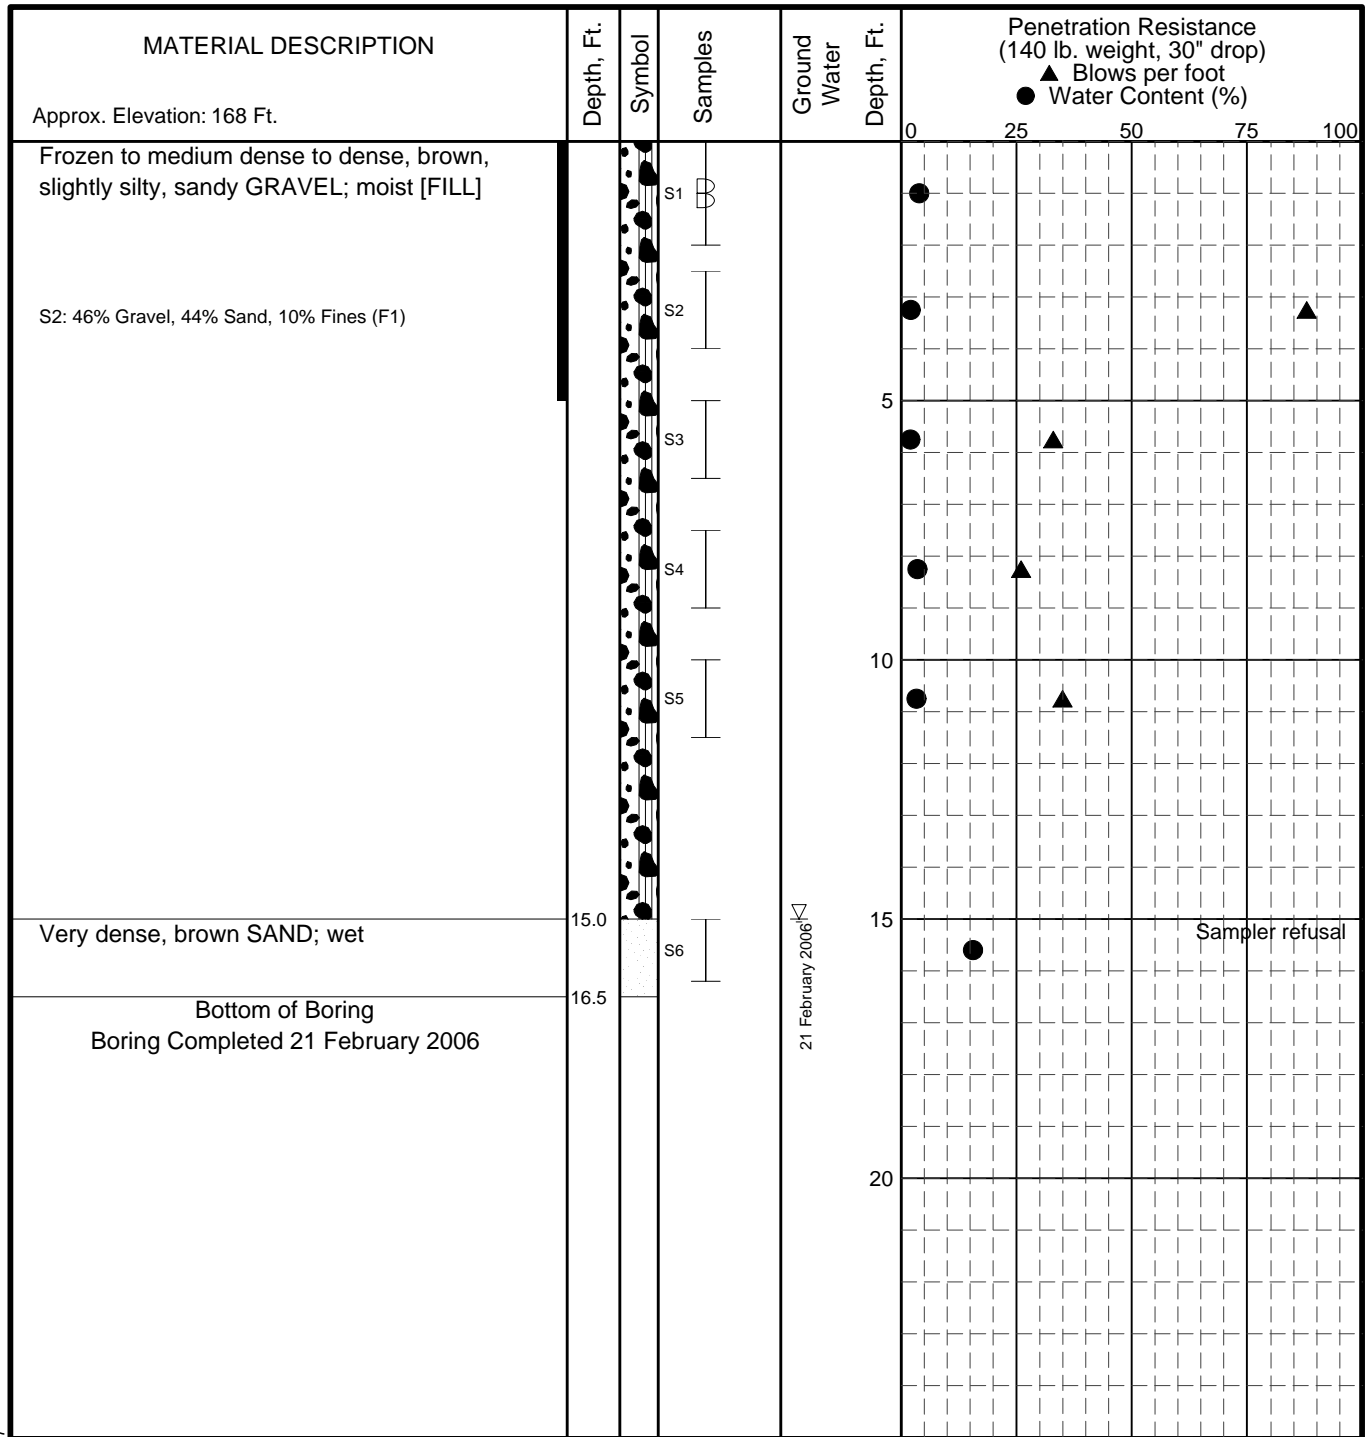 MATERIAL DESCRIPTION
Approx. Elevation: 168 Ft.
Depth, Ft.
Symbol
Samples
Ground
Water
Depth, Ft.
Penetration Resistance
(140 lb. weight, 30" drop)
▲ Blows per foot
● Water Content (%)
0 25 50 75 100
Frozen to medium dense to dense, brown,
slightly silty, sandy GRAVEL; moist [FILL]
S1
S2: 46% Gravel, 44% Sand, 10% Fines (F1)
S2
5
S3
S4
10
S5
15.0
15
Very dense, brown SAND; wet
S6
Sampler refusal
16.5
21 February 2006
Bottom of Boring
Boring Completed 21 February 2006
20